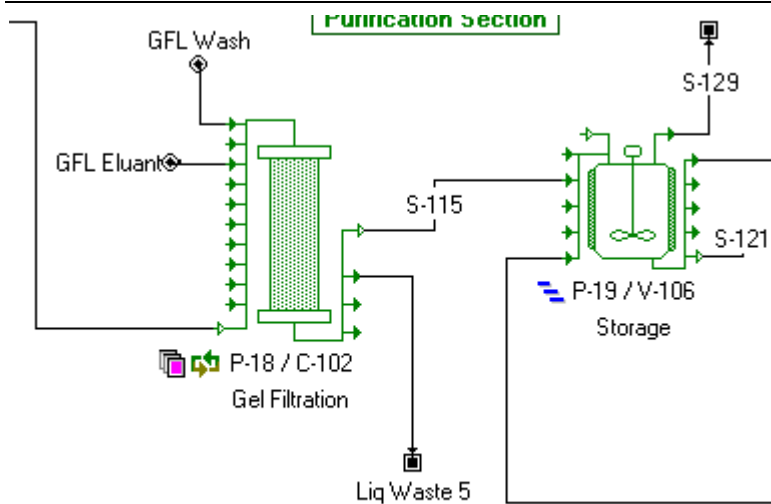 Purification Section
GFL Wash
S-129
GFL Eluant
S-115
S-121
P-19 / V-106
Storage
P-18 / C-102
Gel Filtration
Liq Waste 5